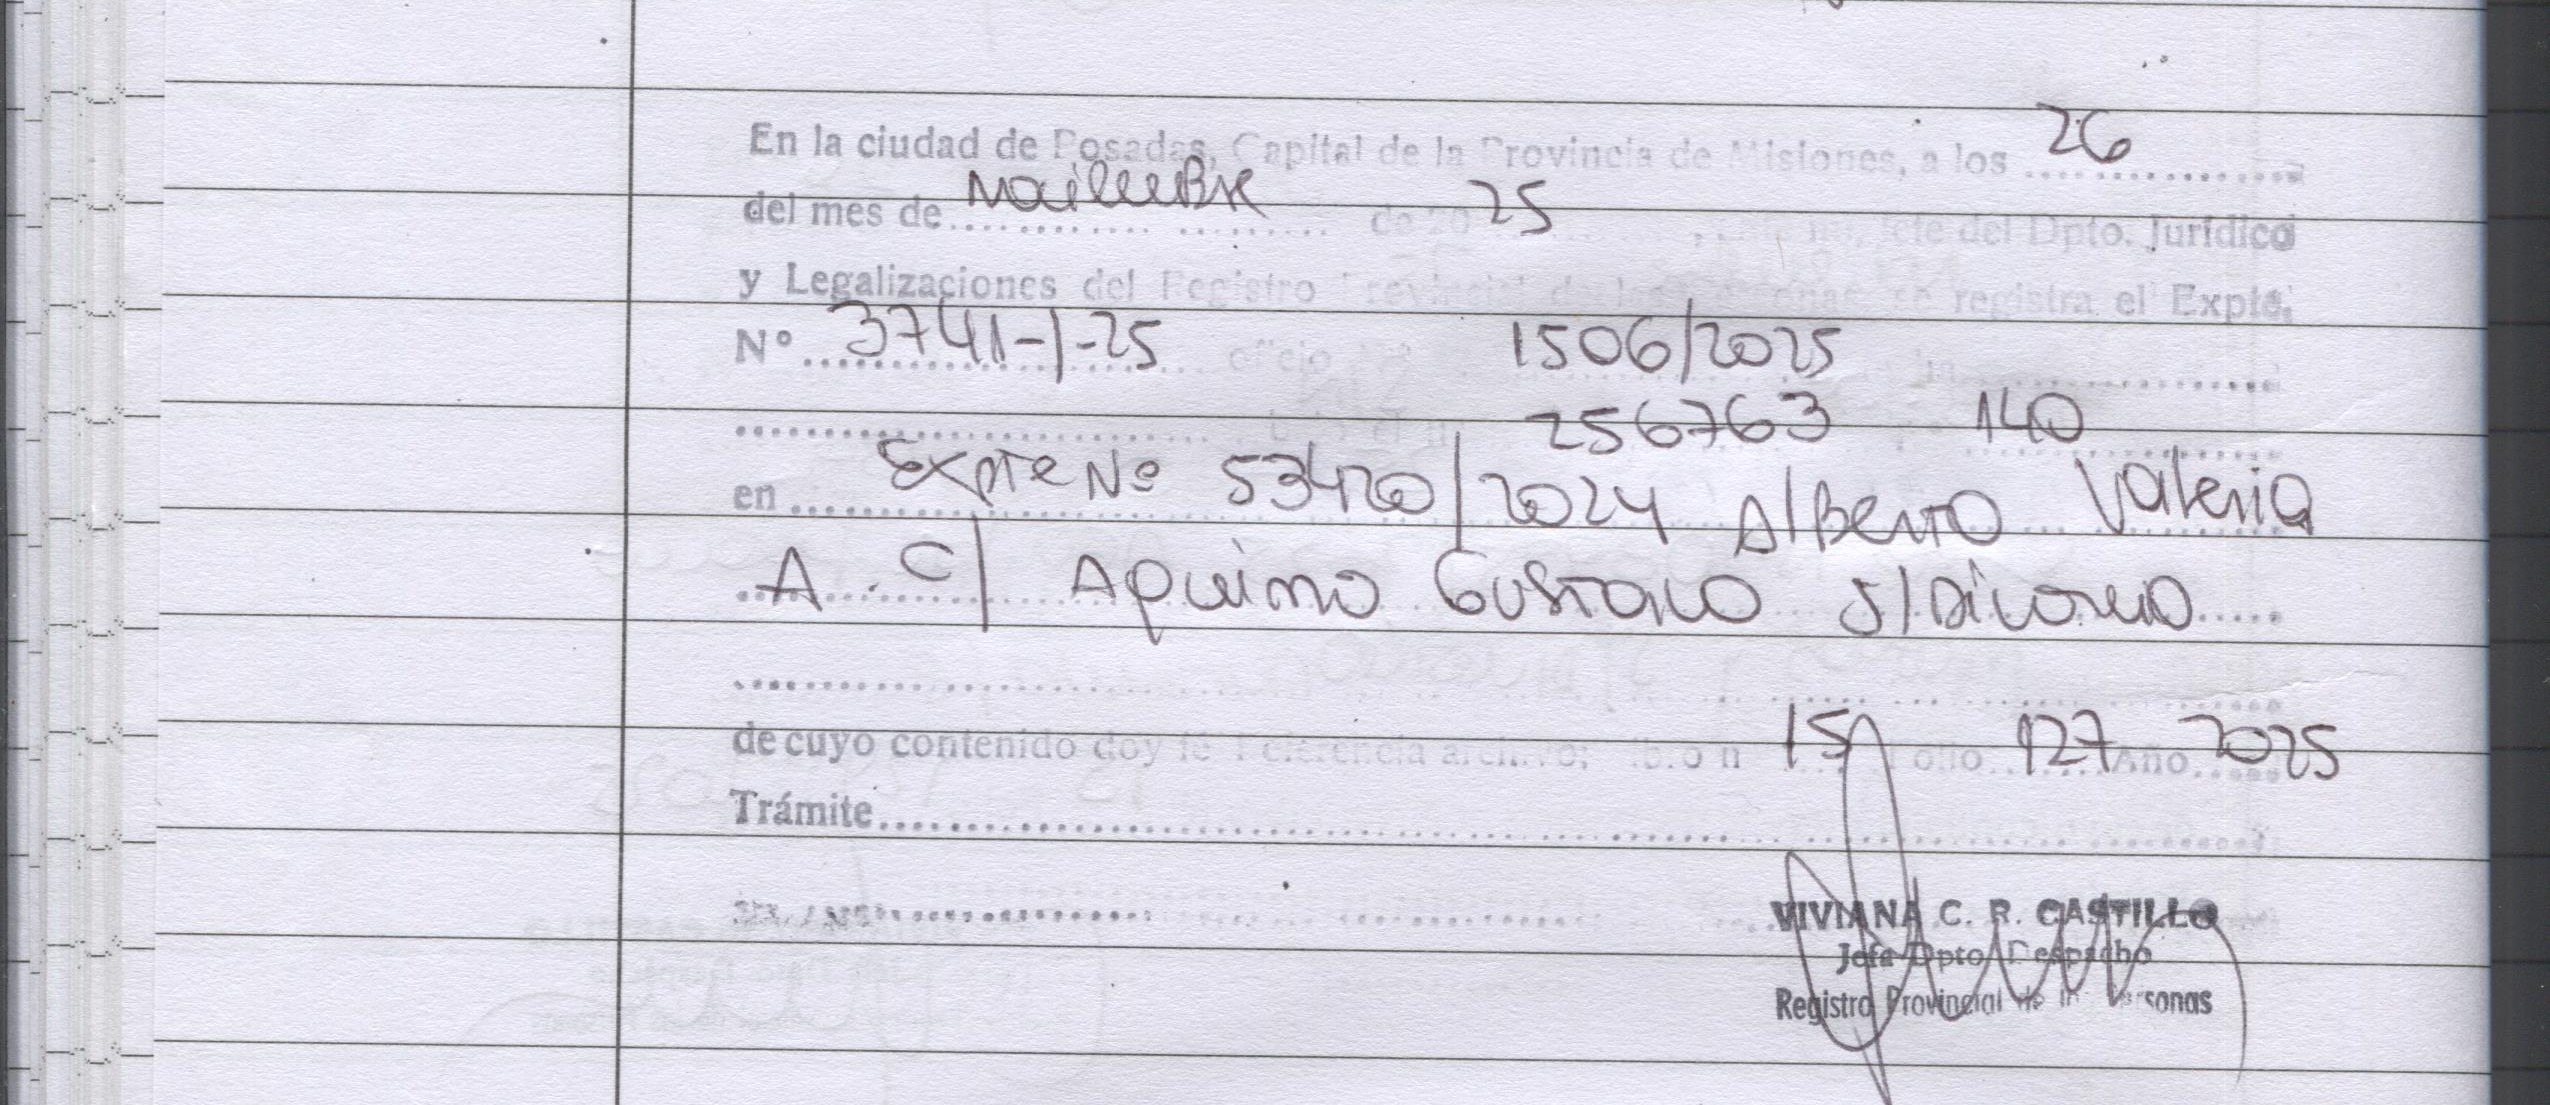 En la ciudad de Posadas, Capital de la Provincia de Misiones, a los 26
del mes de Noviembre de 20 25, Jefe del Dpto. Jurídico
y Legalizaciones del Registro Provincial de las Personas, se registra el Expte,
Nº 3741-1-25 oficio 1506/2025
256763 140
en Expte Nº 53420/2024 Alberto Valeria
A. C/ Aquino Gustavo S/Divorcio
de cuyo contenido doy fe Referencia archivo; libro n 15 Folio 127 Año 2025
Trámite
VIVIANA C. R. CASTILLO
Jefa Dpto Despacho
Registro Provincial de las Personas